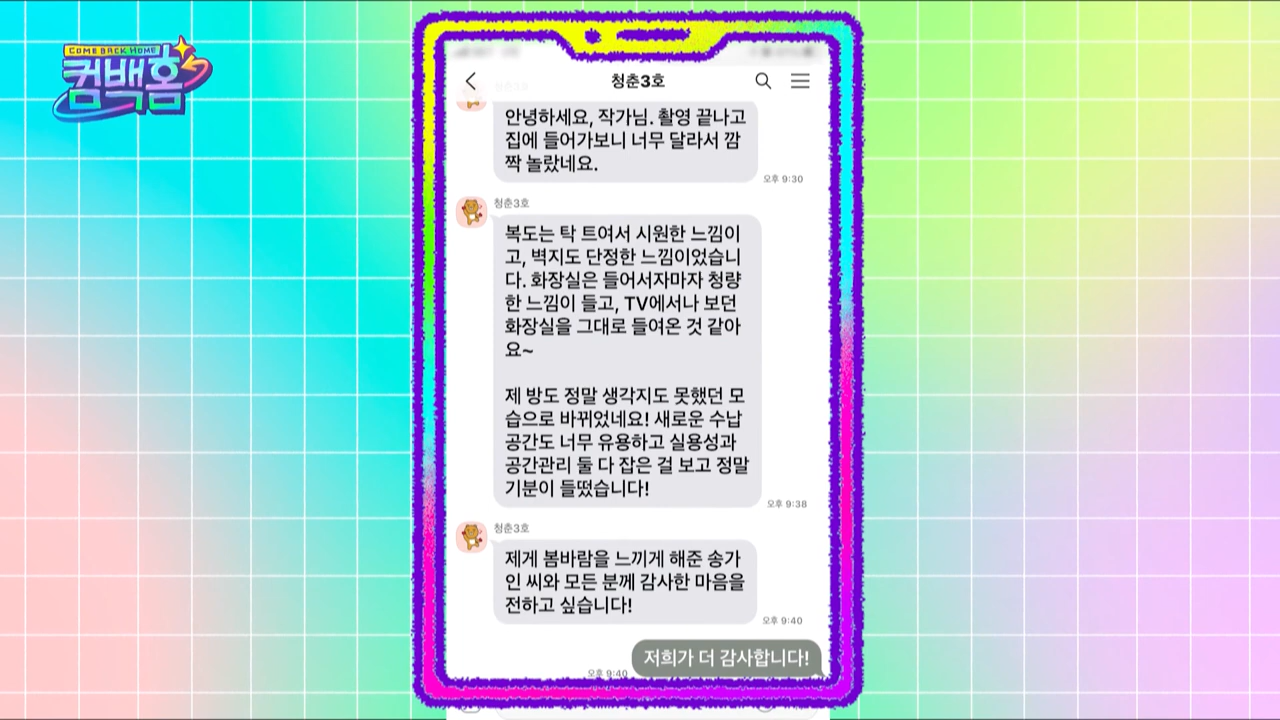 COME BACK HOME
컴백홈
청춘3호
안녕하세요, 작가님. 촬영 끝나고
집에 들어가보니 너무 달라서 깜
짝 놀랐네요.
오후 9:30
청춘3호
복도는 탁 트여서 시원한 느낌이
고, 벽지도 단정한 느낌이었습니
다. 화장실은 들어서자마자 청량
한 느낌이 들고, TV에서나 보던
화장실을 그대로 들여온 것 같아
요~
제 방도 정말 생각지도 못했던 모
습으로 바뀌었네요! 새로운 수납
공간도 너무 유용하고 실용성과
공간관리 둘 다 잡은 걸 보고 정말
기분이 들떴습니다!
오후 9:38
청춘3호
제게 봄바람을 느끼게 해준 송가
인 씨와 모든 분께 감사한 마음을
전하고 싶습니다!
오후 9:40
저희가 더 감사합니다!
오후 9:40